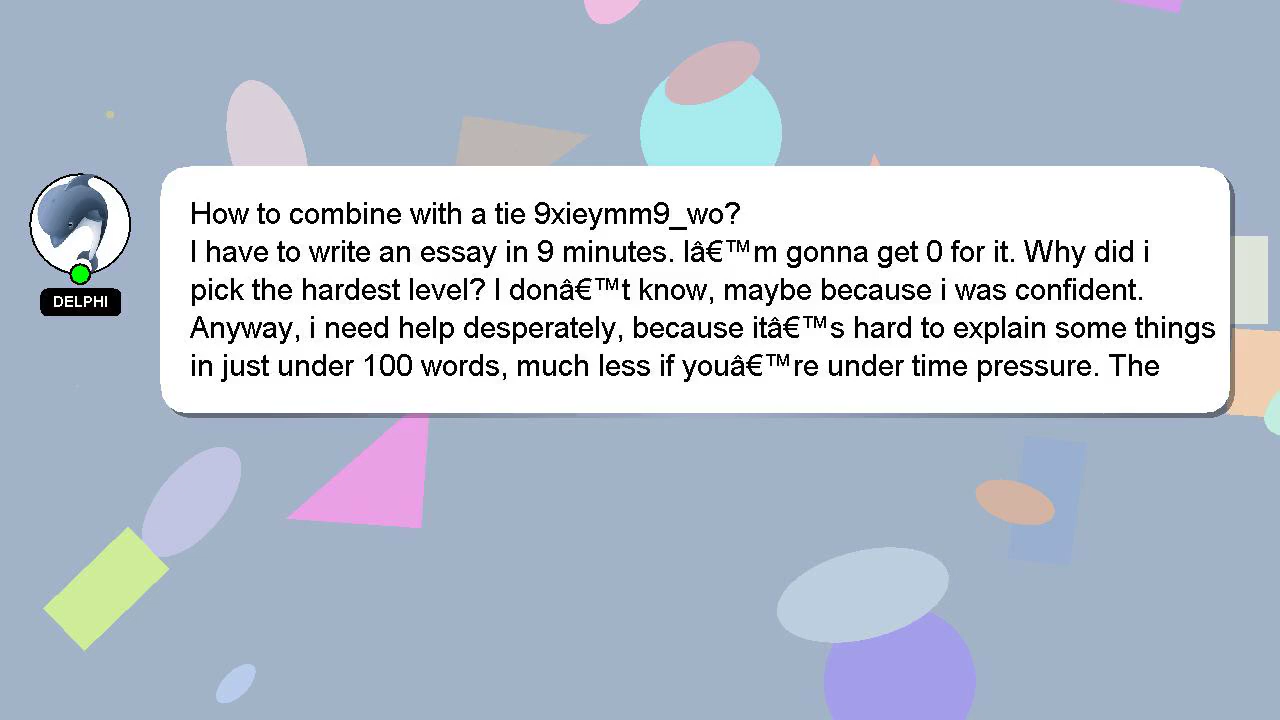 How to combine with a tie 9xieymm9_wo?
I have to write an essay in 9 minutes. Iâ€™m gonna get 0 for it. Why did i
pick the hardest level? I donâ€™t know, maybe because i was confident.
Anyway, i need help desperately, because itâ€™s hard to explain some things
in just under 100 words, much less if youâ€™re under time pressure. The
DELPHI